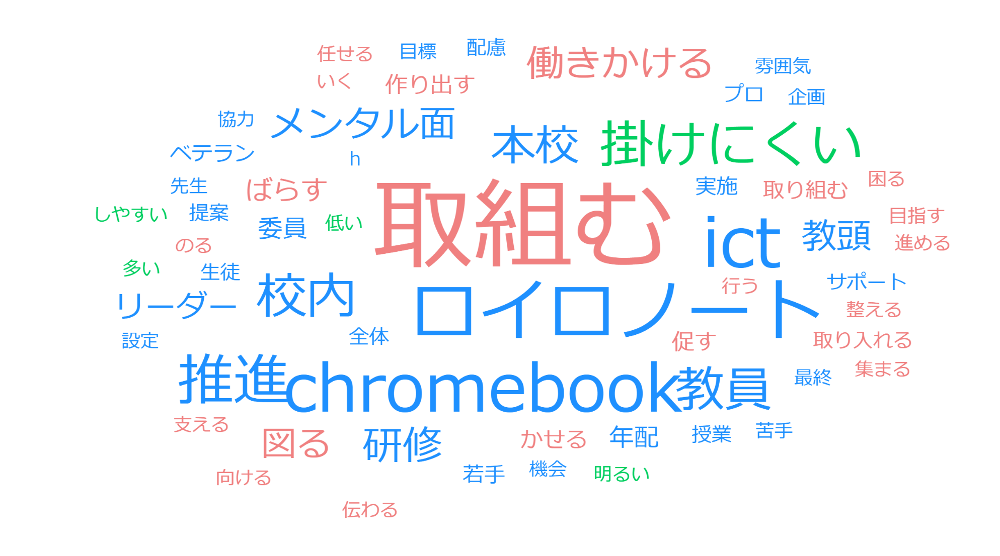 任せる 目標 配慮 働きかける 雰囲気
いく 作り出す プロ 企画
協力 メンタル面 本校 掛けにくい
ベテラン h
先生 ばらす 取組む 実施 取り組む 困る
しやすい 提案 委員 低い ict 教頭 目指す
のる 進める
多い 生徒 校内 ロイロノート 行う サポート
リーダー 整える
設定 全体 促す 取り入れる
推進 chromebook 教員 最終 集まる
支える 図る 研修 かせる 年配 授業 苦手
向ける 若手 機会 明るい
伝わる